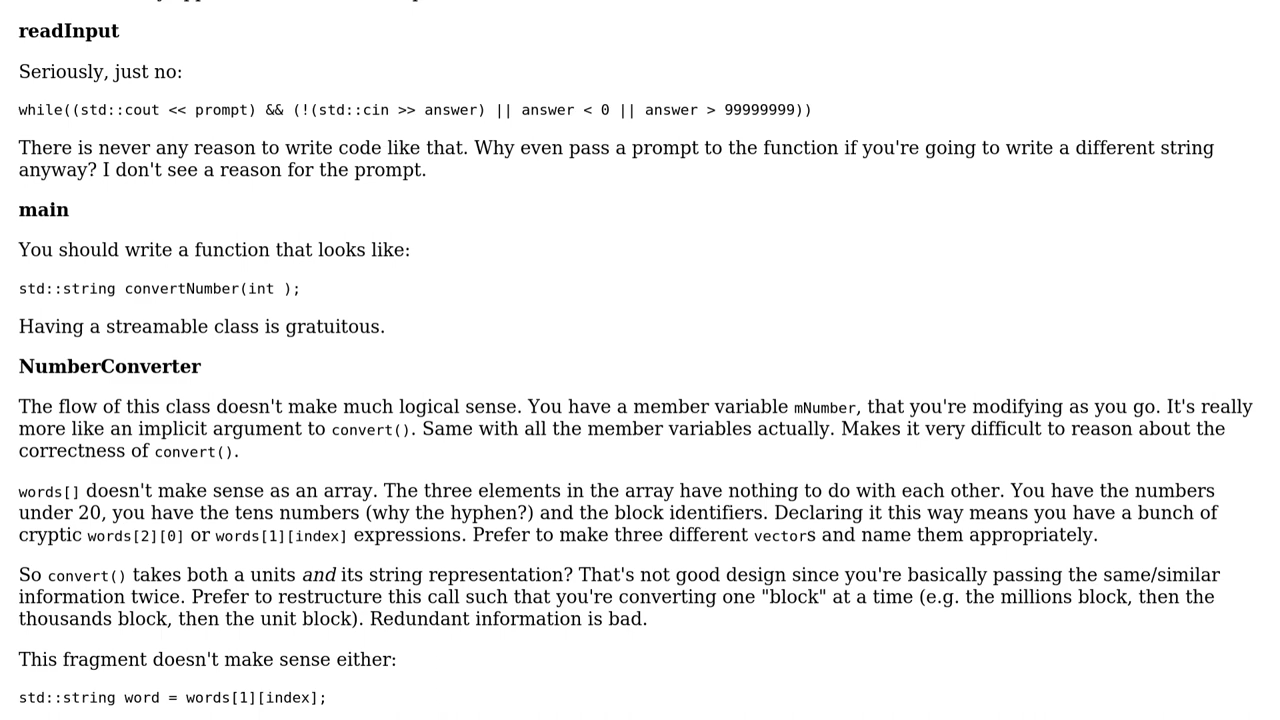 readInput
Seriously, just no:
while((std::cout << prompt) && (!(std::cin >> answer) || answer < 0 || answer > 99999999))
There is never any reason to write code like that. Why even pass a prompt to the function if you're going to write a different string
anyway? I don't see a reason for the prompt.
main
You should write a function that looks like:
std::string convertNumber(int );
Having a streamable class is gratuitous.
NumberConverter
The flow of this class doesn't make much logical sense. You have a member variable mNumber, that you're modifying as you go. It's really
more like an implicit argument to convert(). Same with all the member variables actually. Makes it very difficult to reason about the
correctness of convert().
words[] doesn't make sense as an array. The three elements in the array have nothing to do with each other. You have the numbers
under 20, you have the tens numbers (why the hyphen?) and the block identifiers. Declaring it this way means you have a bunch of
cryptic words[2][0] or words[1][index] expressions. Prefer to make three different vectors and name them appropriately.
So convert() takes both a units and its string representation? That's not good design since you're basically passing the same/similar
information twice. Prefer to restructure this call such that you're converting one "block" at a time (e.g. the millions block, then the
thousands block, then the unit block). Redundant information is bad.
This fragment doesn't make sense either:
std::string word = words[1][index];